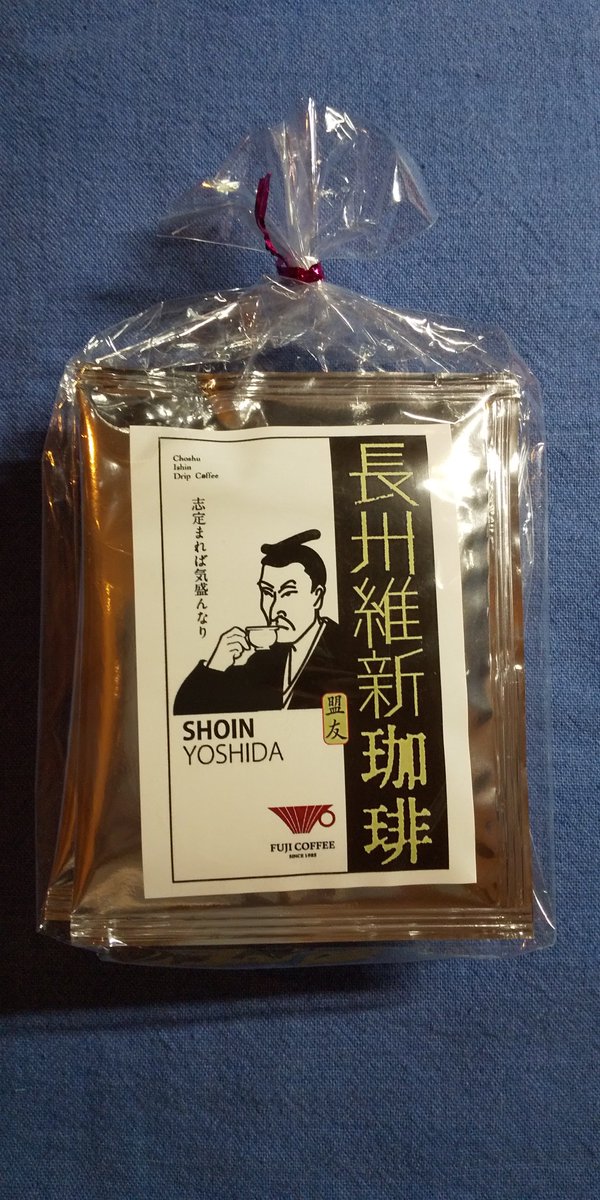 Choshu
Ishin
Drip Coffee
志定まれば気盛んなり
長州維新珈琲
盟友
SHOIN
YOSHIDA
FUJI COFFEE
SINCE 1985